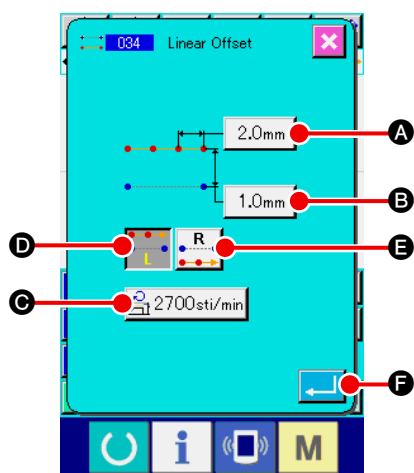 034 Linear Offset
2.0mm A
1.0mm B
D L R E
C 2700sti/min
F
i M